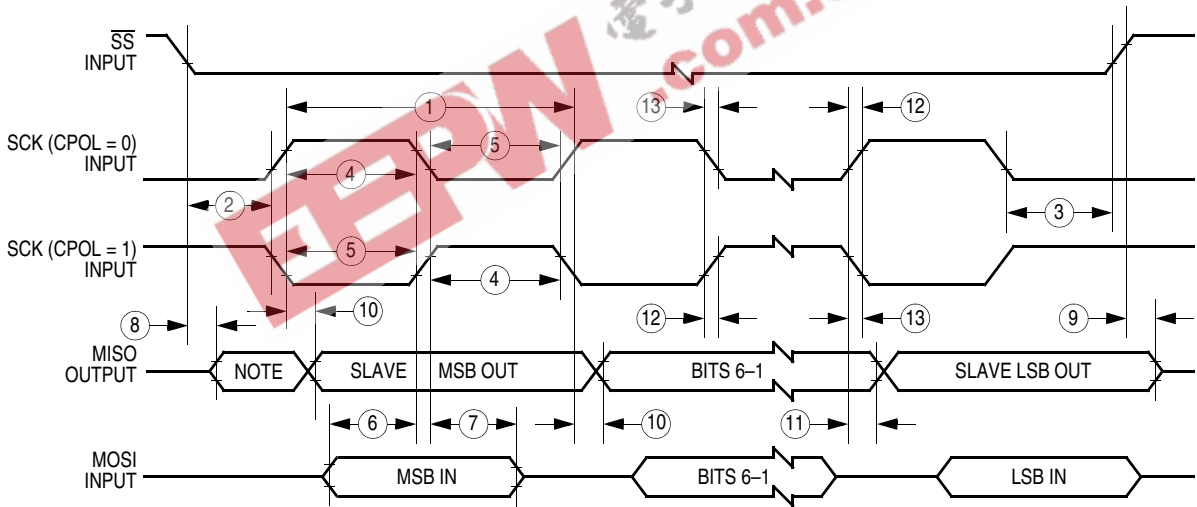 SS
INPUT
1
13
12
SCK (CPOL = 0)
INPUT
5
4
2
3
SCK (CPOL = 1)
INPUT
5
4
8
10
12
13
9
MISO
OUTPUT
NOTE
SLAVE MSB OUT
BITS 6–1
SLAVE LSB OUT
6
7
10
11
MOSI
INPUT
MSB IN
BITS 6–1
LSB IN
EEPW
.com